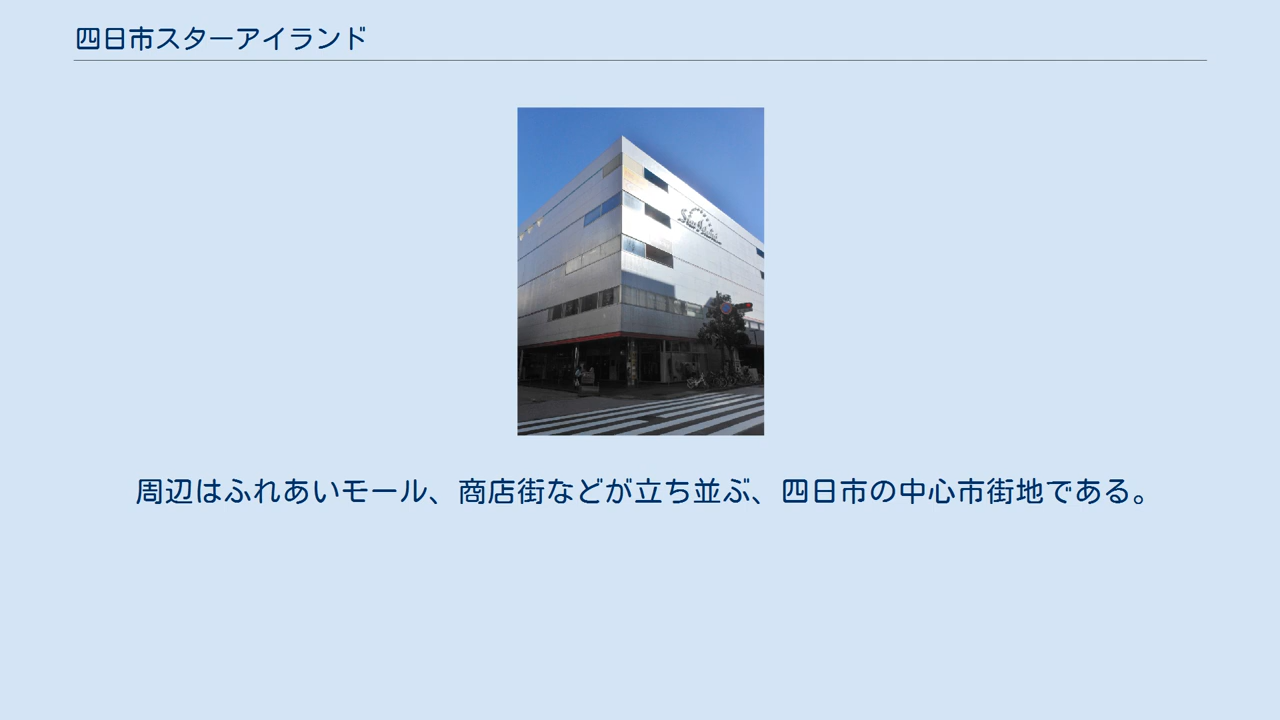 四日市スターアイランド
Star Island
周辺はふれあいモール、商店街などが立ち並ぶ、四日市の中心市街地である。